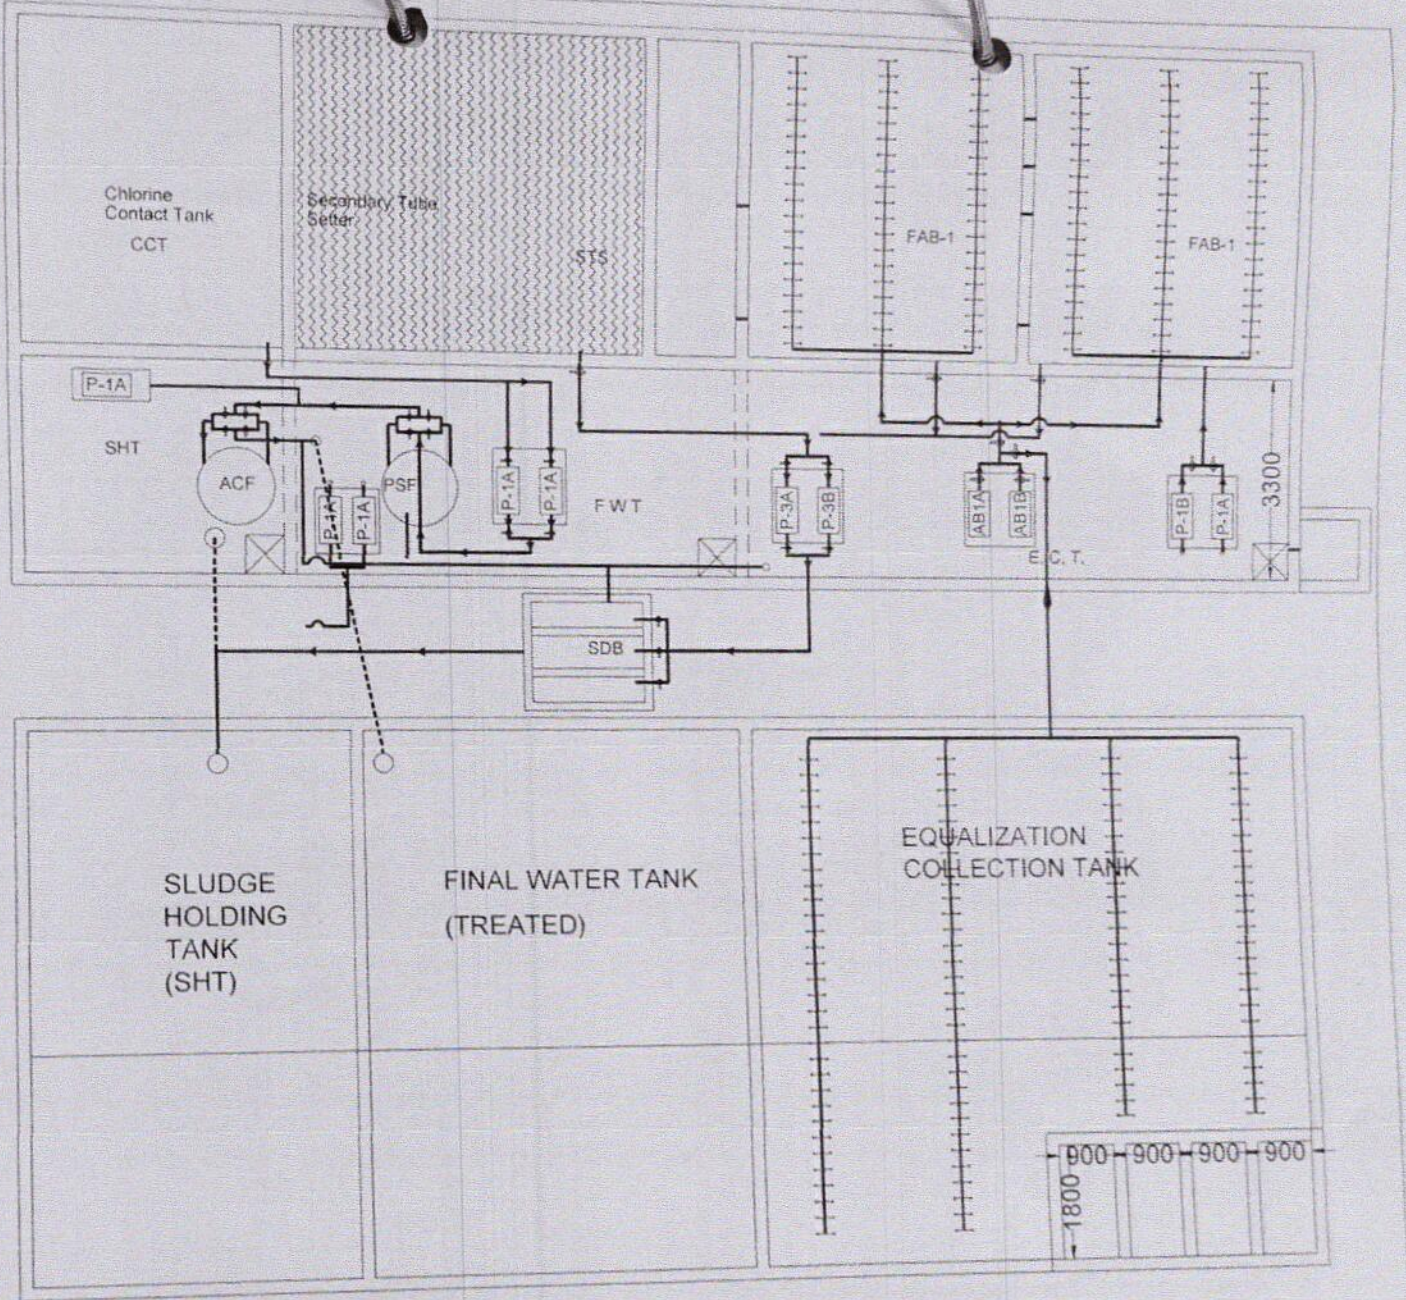 Chlorine
Contact Tank
CCT
Secondary Tube
Setter
STS
FAB-1
FAB-1
P-1A
SHT
ACF
PSF
P-1A
P-1A
P-1A
P-1A
F W T
P-3A
P-3B
AB1A
AB1B
E. C. T.
P-1B
P-1A
3300
SDB
SLUDGE
HOLDING
TANK
(SHT)
FINAL WATER TANK
(TREATED)
EQUALIZATION
COLLECTION TANK
900
900
900
900
1800